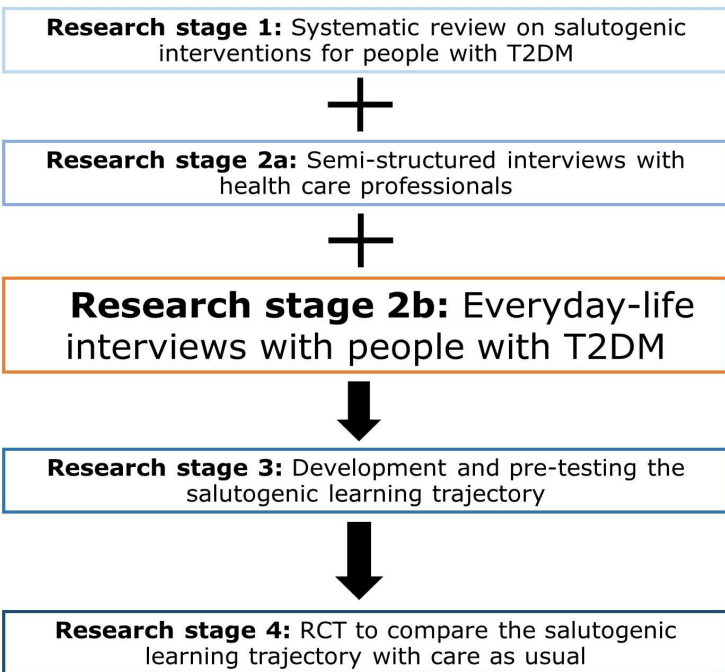 Research stage 1: Systematic review on salutogenic
interventions for people with T2DM
+
Research stage 2a: Semi-structured interviews with
health care professionals
+
Research stage 2b: Everyday-life
interviews with people with T2DM
Research stage 3: Development and pre-testing the
salutogenic learning trajectory
Research stage 4: RCT to compare the salutogenic
learning trajectory with care as usual